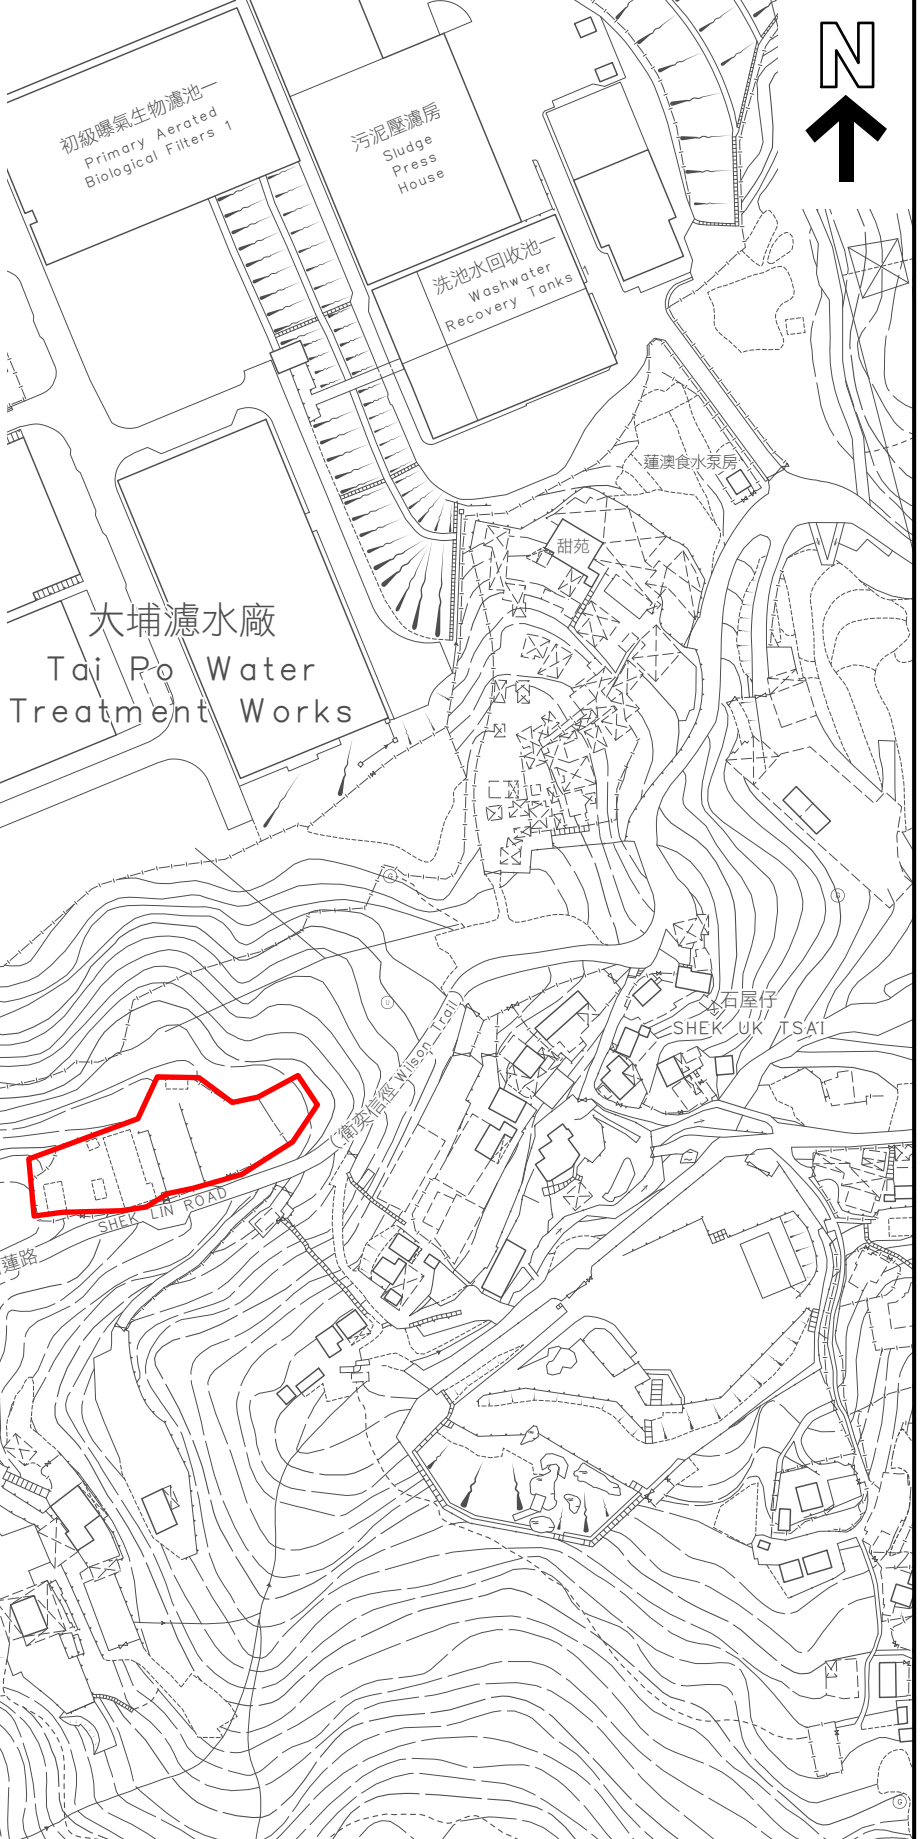 N
初級曝氣生物濾池一
Primary Aerated
Biological Filters 1
污泥壓濾房
Sludge
Press
House
洗池水回收池一
Washwater
Recovery Tanks 1
蓮澳食水泵房
甜苑
大埔濾水廠
Tai Po Water
Treatment Works
石屋仔
SHEK UK TSAI
衛奕信徑 Wilson Trail
SHEK LIN ROAD
蓮路
U
G